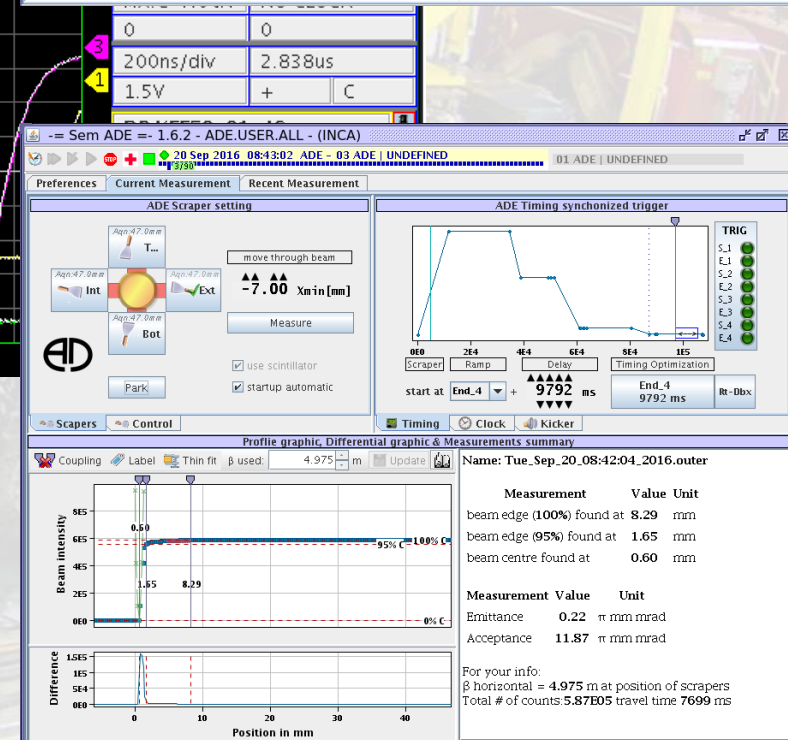 3
0 0
200ns/div 2.838us
1
1.5V + C
-= Sem ADE =- 1.6.2 - ADE.USER.ALL - (INCA)
STOP 20 Sep 2016 08:43:02 ADE - 03 ADE | UNDEFINED 01 ADE | UNDEFINED
3/90
Preferences Current Measurement Recent Measurement
ADE Scraper setting
Aqn:47.0mm
T...
Aqn:47.0mm
Int
Aqn:47.0mm
Ext
Aqn:47.0mm
Bot
move through beam
-7.00 Xmin[mm]
Measure
use scintillator
startup automatic
AD
Park
Scapers Control
ADE Timing synchonized trigger
TRIG
S_1
E_1
S_2
E_2
S_3
E_3
S_4
E_4
0E0 2E4 4E4 6E4 8E4 1E5
Scraper Ramp Delay Timing Optimization
start at End_4 + 9792 ms
End_4
9792 ms
Rt-Dbx
Timing Clock Kicker
Proflie graphic, Differential graphic & Measurements summary
Coupling Label Thin fit β used: 4.975 m Update
Beam intensity
8E5
6E5
4E5
2E5
0E0
0.60
1.65
8.29
95% C
100% C
0% C
Difference
1.5E5
1E5
5E4
0E0
0 10 20 30 40
Position in mm
Name: Tue_Sep_20_08:42:04_2016.outer
Measurement Value Unit
beam edge (100%) found at 8.29 mm
beam edge (95%) found at 1.65 mm
beam centre found at 0.60 mm
Measurement Value Unit
Emittance 0.22 π mm mrad
Acceptance 11.87 π mm mrad
For your info:
β horizontal = 4.975 m at position of scrapers
Total # of counts:5.87E05 travel time 7699 ms